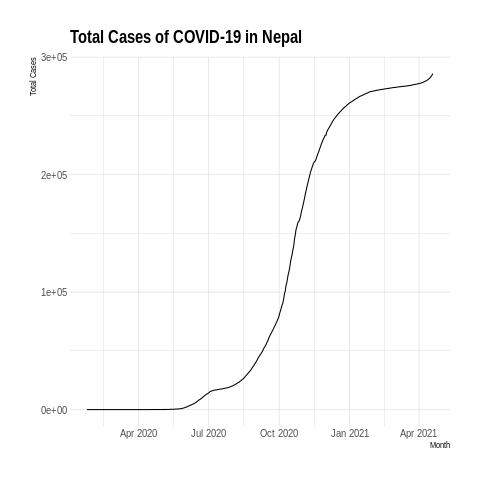 Total Cases of COVID-19 in Nepal
Total Cases
3e+05
2e+05
1e+05
0e+00
Apr 2020 Jul 2020 Oct 2020 Jan 2021 Apr 2021
Month